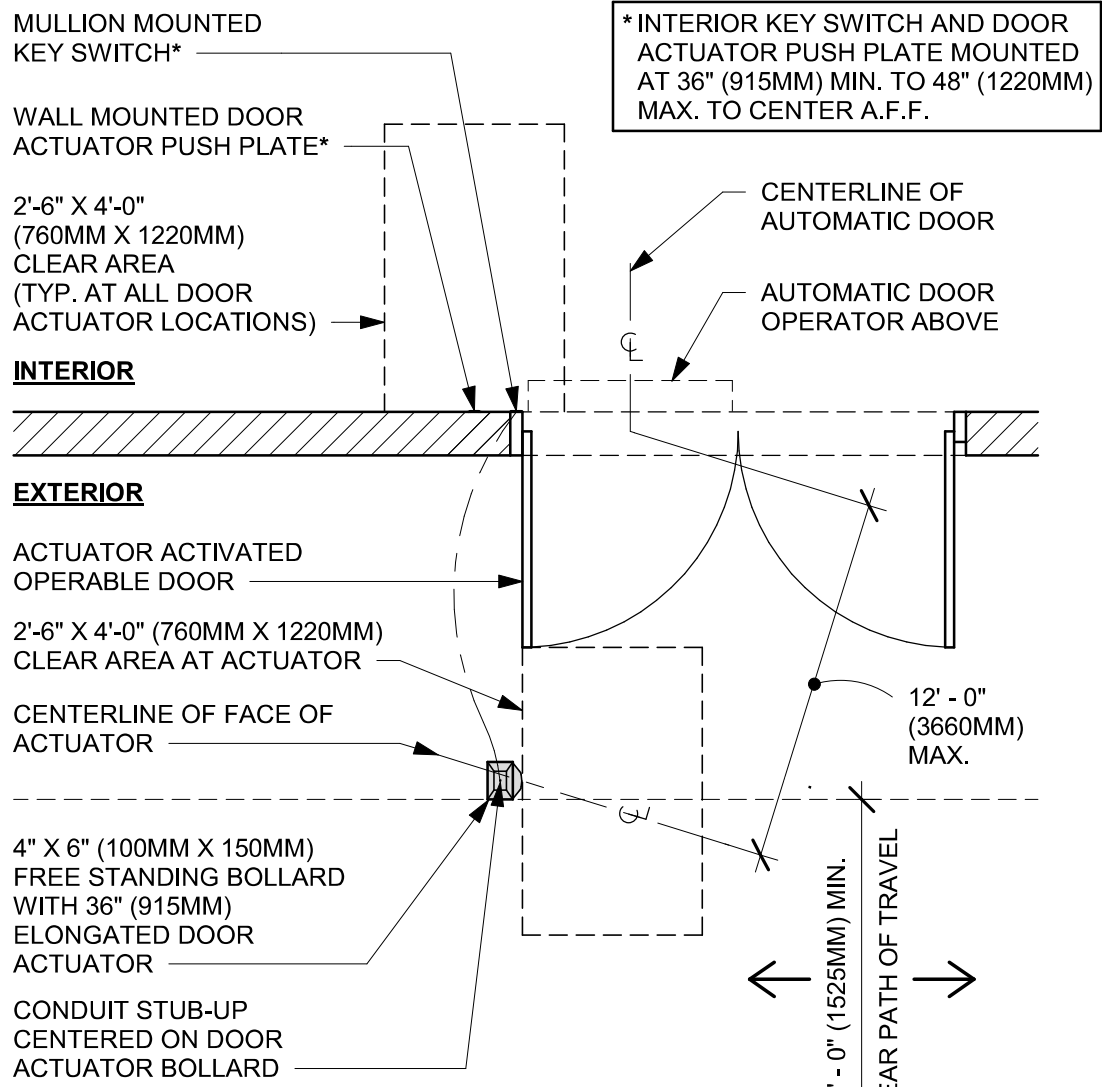 MULLION MOUNTED
KEY SWITCH*
* INTERIOR KEY SWITCH AND DOOR
ACTUATOR PUSH PLATE MOUNTED
AT 36" (915MM) MIN. TO 48" (1220MM)
MAX. TO CENTER A.F.F.
WALL MOUNTED DOOR
ACTUATOR PUSH PLATE*
2'-6" X 4'-0"
(760MM X 1220MM)
CLEAR AREA
(TYP. AT ALL DOOR
ACTUATOR LOCATIONS)
CENTERLINE OF
AUTOMATIC DOOR
AUTOMATIC DOOR
OPERATOR ABOVE
INTERIOR
EXTERIOR
ACTUATOR ACTIVATED
OPERABLE DOOR
2'-6" X 4'-0" (760MM X 1220MM)
CLEAR AREA AT ACTUATOR
CENTERLINE OF FACE OF
ACTUATOR
12' - 0"
(3660MM)
MAX.
4" X 6" (100MM X 150MM)
FREE STANDING BOLLARD
WITH 36" (915MM)
ELONGATED DOOR
ACTUATOR
CONDUIT STUB-UP
CENTERED ON DOOR
ACTUATOR BOLLARD
' - 0" (1525MM) MIN.
EAR PATH OF TRAVEL